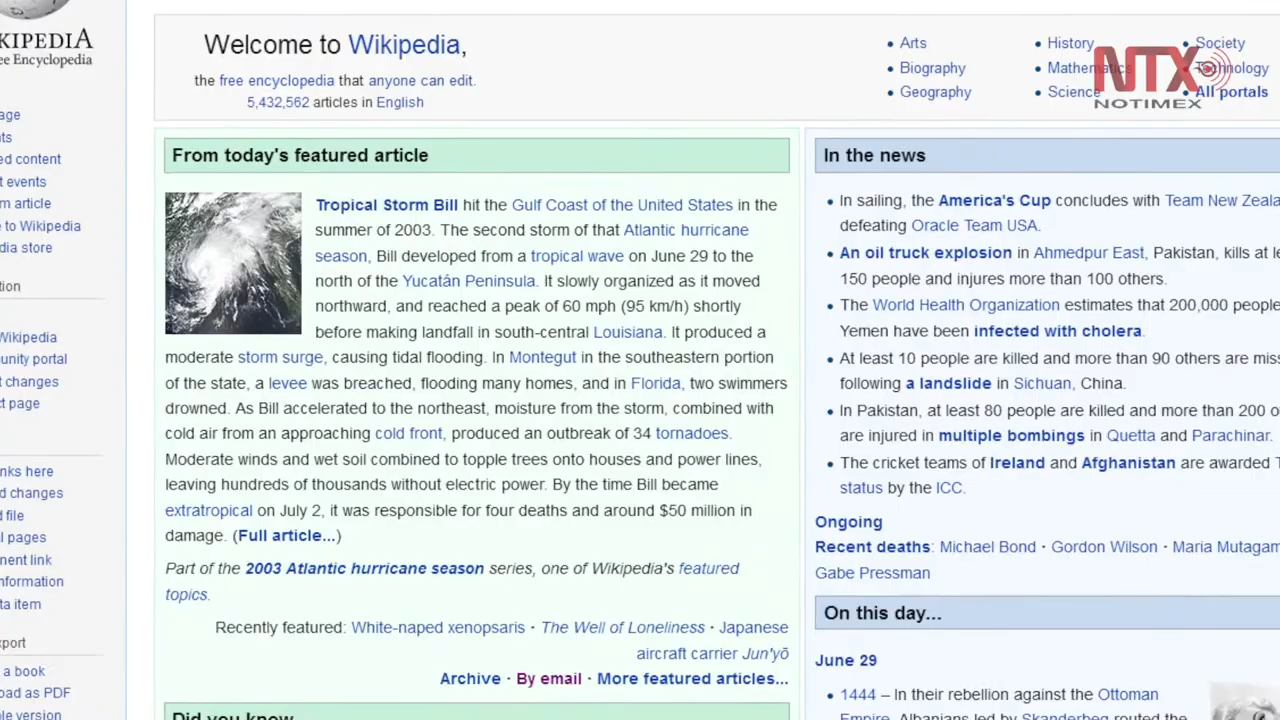 KIPEDIA
ee Encyclopedia
Welcome to Wikipedia,
the free encyclopedia that anyone can edit.
5,432,562 articles in English
Arts
Biography
Geography
History
Mathematics
Science
Society
Technology
All portals
NTX
NOTIMEX
age
ts
ed content
t events
m article
e to Wikipedia
dia store
tion
Wikipedia
unity portal
t changes
ct page
nks here
d changes
d file
l pages
nent link
nformation
ta item
xport
a book
oad as PDF
le version
From today's featured article
Tropical Storm Bill hit the Gulf Coast of the United States in the
summer of 2003. The second storm of that Atlantic hurricane
season, Bill developed from a tropical wave on June 29 to the
north of the Yucatán Peninsula. It slowly organized as it moved
northward, and reached a peak of 60 mph (95 km/h) shortly
before making landfall in south-central Louisiana. It produced a
moderate storm surge, causing tidal flooding. In Montegut in the southeastern portion
of the state, a levee was breached, flooding many homes, and in Florida, two swimmers
drowned. As Bill accelerated to the northeast, moisture from the storm, combined with
cold air from an approaching cold front, produced an outbreak of 34 tornadoes.
Moderate winds and wet soil combined to topple trees onto houses and power lines,
leaving hundreds of thousands without electric power. By the time Bill became
extratropical on July 2, it was responsible for four deaths and around $50 million in
damage. (Full article...)
Part of the 2003 Atlantic hurricane season series, one of Wikipedia's featured
topics.
Recently featured: White-naped xenopsaris · The Well of Loneliness · Japanese
aircraft carrier Jun'yō
Archive · By email · More featured articles...
Did you know
In the news
In sailing, the America's Cup concludes with Team New Zeala
defeating Oracle Team USA.
An oil truck explosion in Ahmedpur East, Pakistan, kills at le
150 people and injures more than 100 others.
The World Health Organization estimates that 200,000 people
Yemen have been infected with cholera.
At least 10 people are killed and more than 90 others are miss
following a landslide in Sichuan, China.
In Pakistan, at least 80 people are killed and more than 200 o
are injured in multiple bombings in Quetta and Parachinar.
The cricket teams of Ireland and Afghanistan are awarded T
status by the ICC.
Ongoing
Recent deaths: Michael Bond · Gordon Wilson · Maria Mutagam
Gabe Pressman
On this day...
June 29
1444 – In their rebellion against the Ottoman
Empire, Albanians led by Skanderbeg routed the